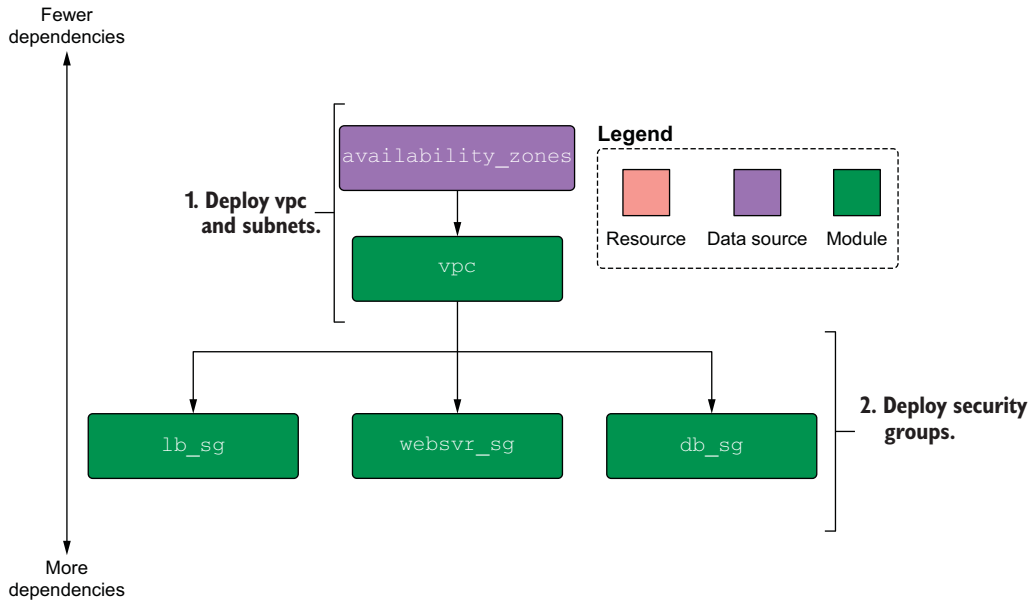 Fewer
dependencies
availability_zones
Legend
1. Deploy vpc
and subnets.
Resource
Data source
Module
vpc
2. Deploy security
groups.
lb_sg
websvr_sg
db_sg
More
dependencies